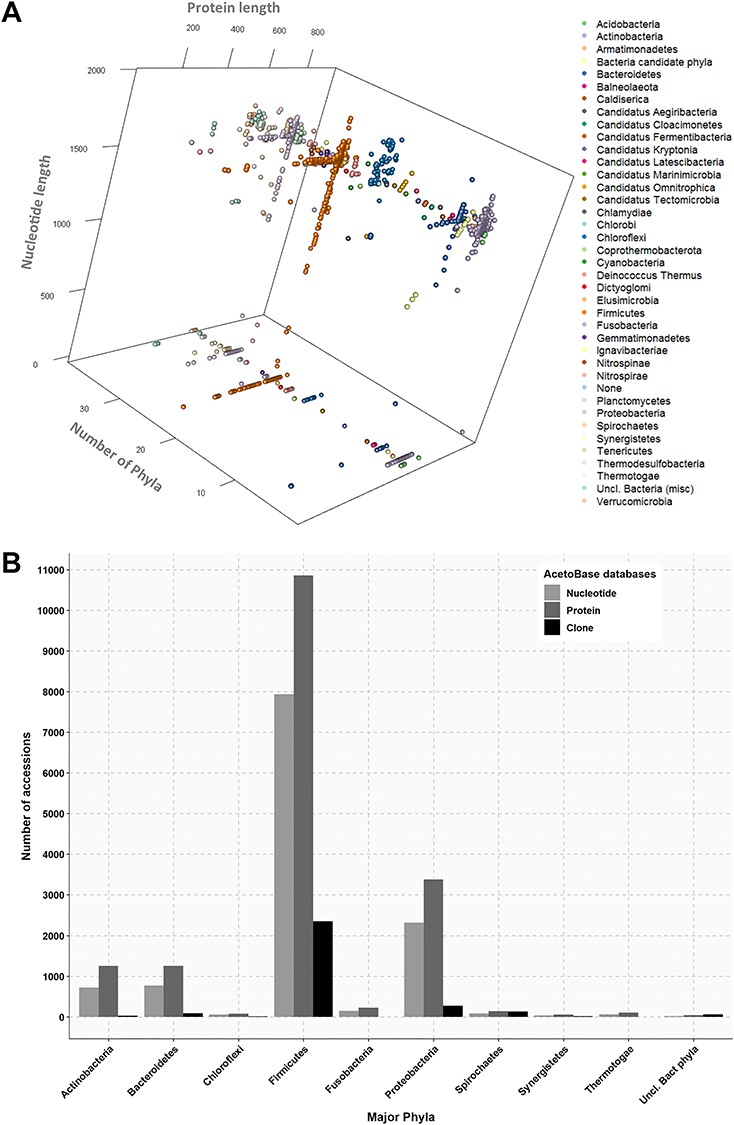 A
Protein length
200
400
600
800
2000
1500
1000
500
0
Nucleotide length
30
20
10
Number of Phyla
Acidobacteria
Actinobacteria
Armatimonadetes
Bacteria candidate phyla
Bacteroidetes
Balneolaeota
Caldiserica
Candidatus Aegiribacteria
Candidatus Cloacimonetes
Candidatus Fermentibacteria
Candidatus Kryptonia
Candidatus Latescibacteria
Candidatus Marinimicrobia
Candidatus Omnitrophica
Candidatus Tectomicrobia
Chlamydiae
Chlorobi
Chloroflexi
Coprothermobacterota
Cyanobacteria
Deinococcus Thermus
Dictyoglomi
Elusimicrobia
Firmicutes
Fusobacteria
Gemmatimonadetes
Ignavibacteriae
Nitrospinae
Nitrospirae
None
Planctomycetes
Proteobacteria
Spirochaetes
Synergistetes
Tenericutes
Thermodesulfobacteria
Thermotogae
Uncl. Bacteria (misc)
Verrucomicrobia
B
11000
10000
9000
8000
7000
6000
5000
4000
3000
2000
1000
0
Number of accessions
AcetoBase databases
Nucleotide
Protein
Clone
Actinobacteria
Bacteroidetes
Chloroflexi
Firmicutes
Fusobacteria
Proteobacteria
Spirochaetes
Synergistetes
Thermotogae
Uncl. Bact phyla
Major Phyla